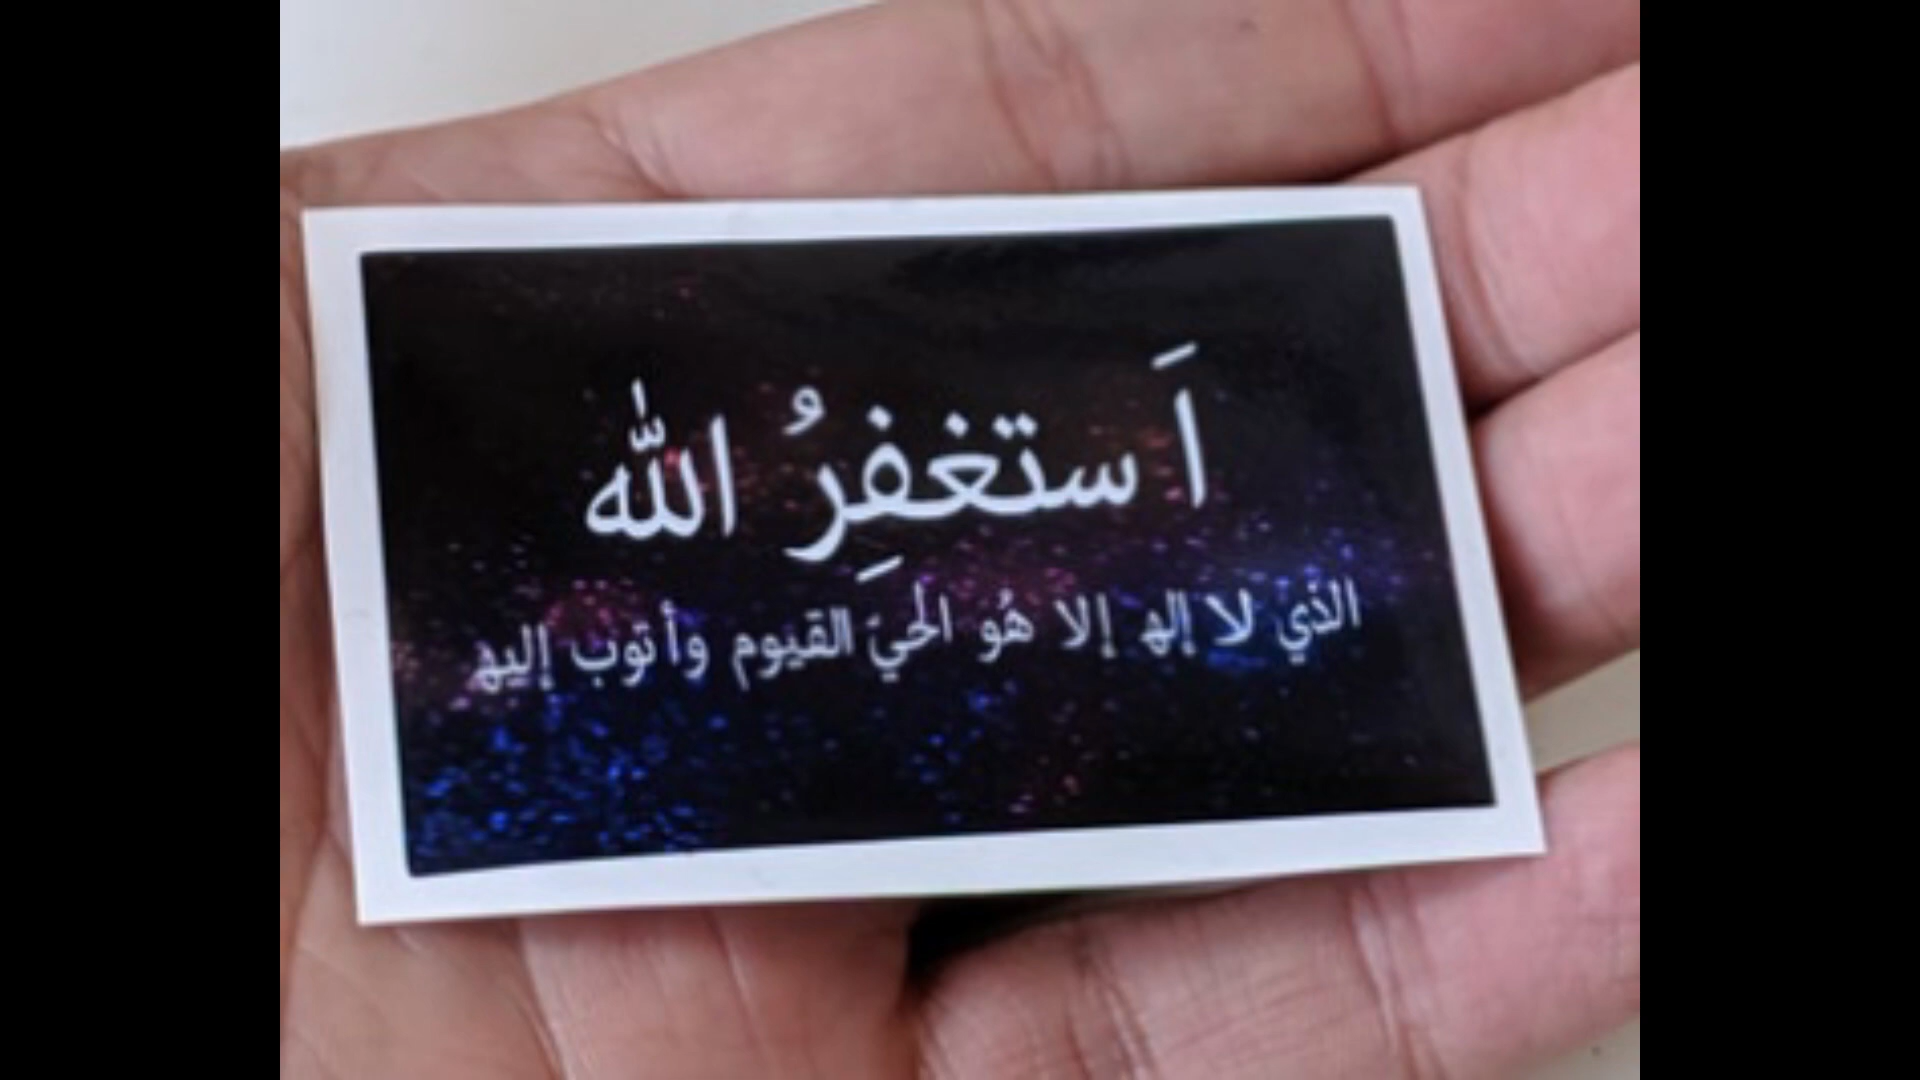 اَستغفِرُ الله
الذي لا إله إلا هُو الحيّ القيوم وأتوب إليه